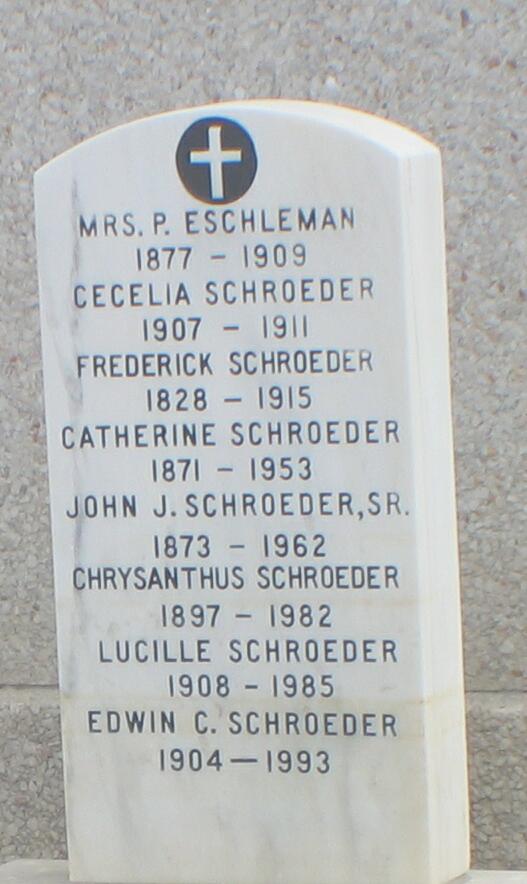 MRS. P. ESCHLEMAN
1877 - 1909
CECELIA SCHROEDER
1907 - 1911
FREDERICK SCHROEDER
1828 - 1915
CATHERINE SCHROEDER
1871 - 1953
JOHN J. SCHROEDER, SR.
1873 - 1962
CHRYSANTHUS SCHROEDER
1897 - 1982
LUCILLE SCHROEDER
1908 - 1985
EDWIN C. SCHROEDER
1904 — 1993